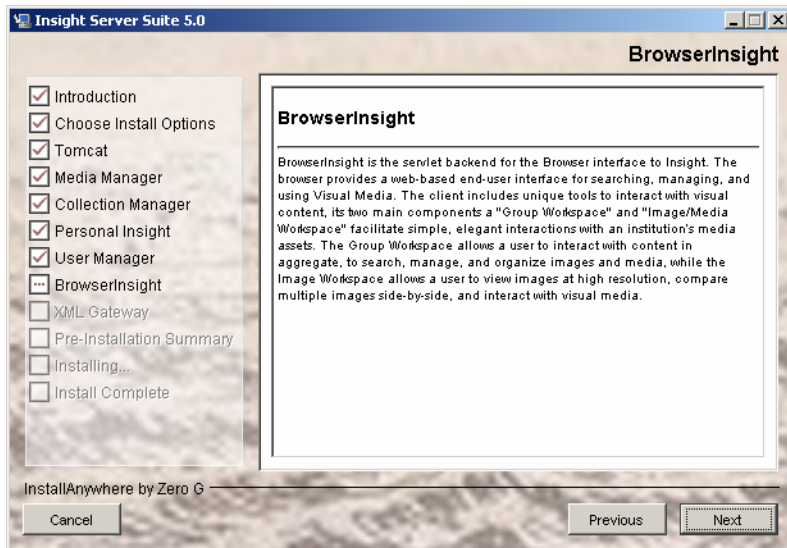 Insight Server Suite 5.0
BrowserInsight
Introduction
Choose Install Options
Tomcat
Media Manager
Collection Manager
Personal Insight
User Manager
BrowserInsight
XML Gateway
Pre-Installation Summary
Installing...
Install Complete
BrowserInsight
BrowserInsight is the servlet backend for the Browser interface to Insight. The
browser provides a web-based end-user interface for searching, managing, and
using Visual Media. The client includes unique tools to interact with visual
content, its two main components a "Group Workspace" and "Image/Media
Workspace" facilitate simple, elegant interactions with an institution's media
assets. The Group Workspace allows a user to interact with content in
aggregate, to search, manage, and organize images and media, while the
Image Workspace allows a user to view images at high resolution, compare
multiple images side-by-side, and interact with visual media.
InstallAnywhere by Zero G
Cancel
Previous
Next